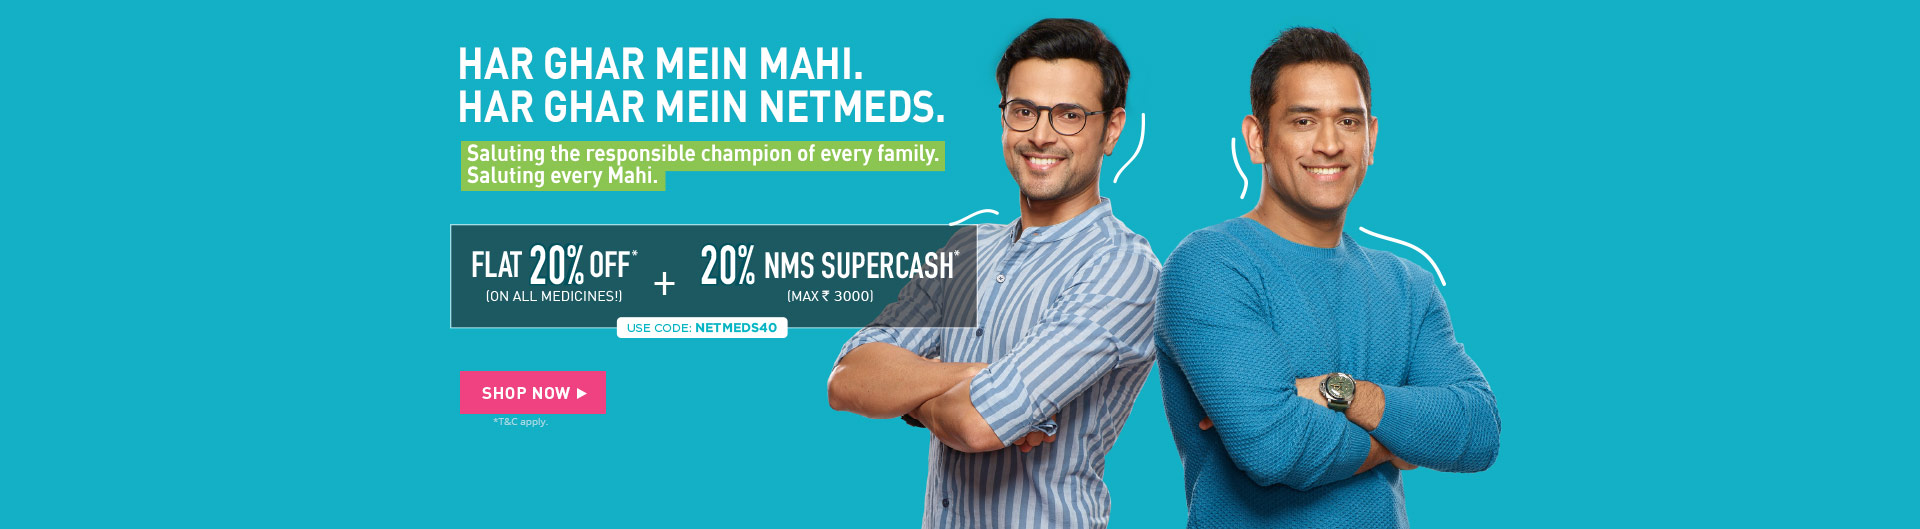 HAR GHAR MEIN MAHI.
HAR GHAR MEIN NETMEDS.
Saluting the responsible champion of every family.
Saluting every Mahi.
FLAT 20% OFF* + 20% NMS SUPERCASH*
(ON ALL MEDICINES!) (MAX ₹ 3000)
USE CODE: NETMEDS40
SHOP NOW ▶
*T&C apply.